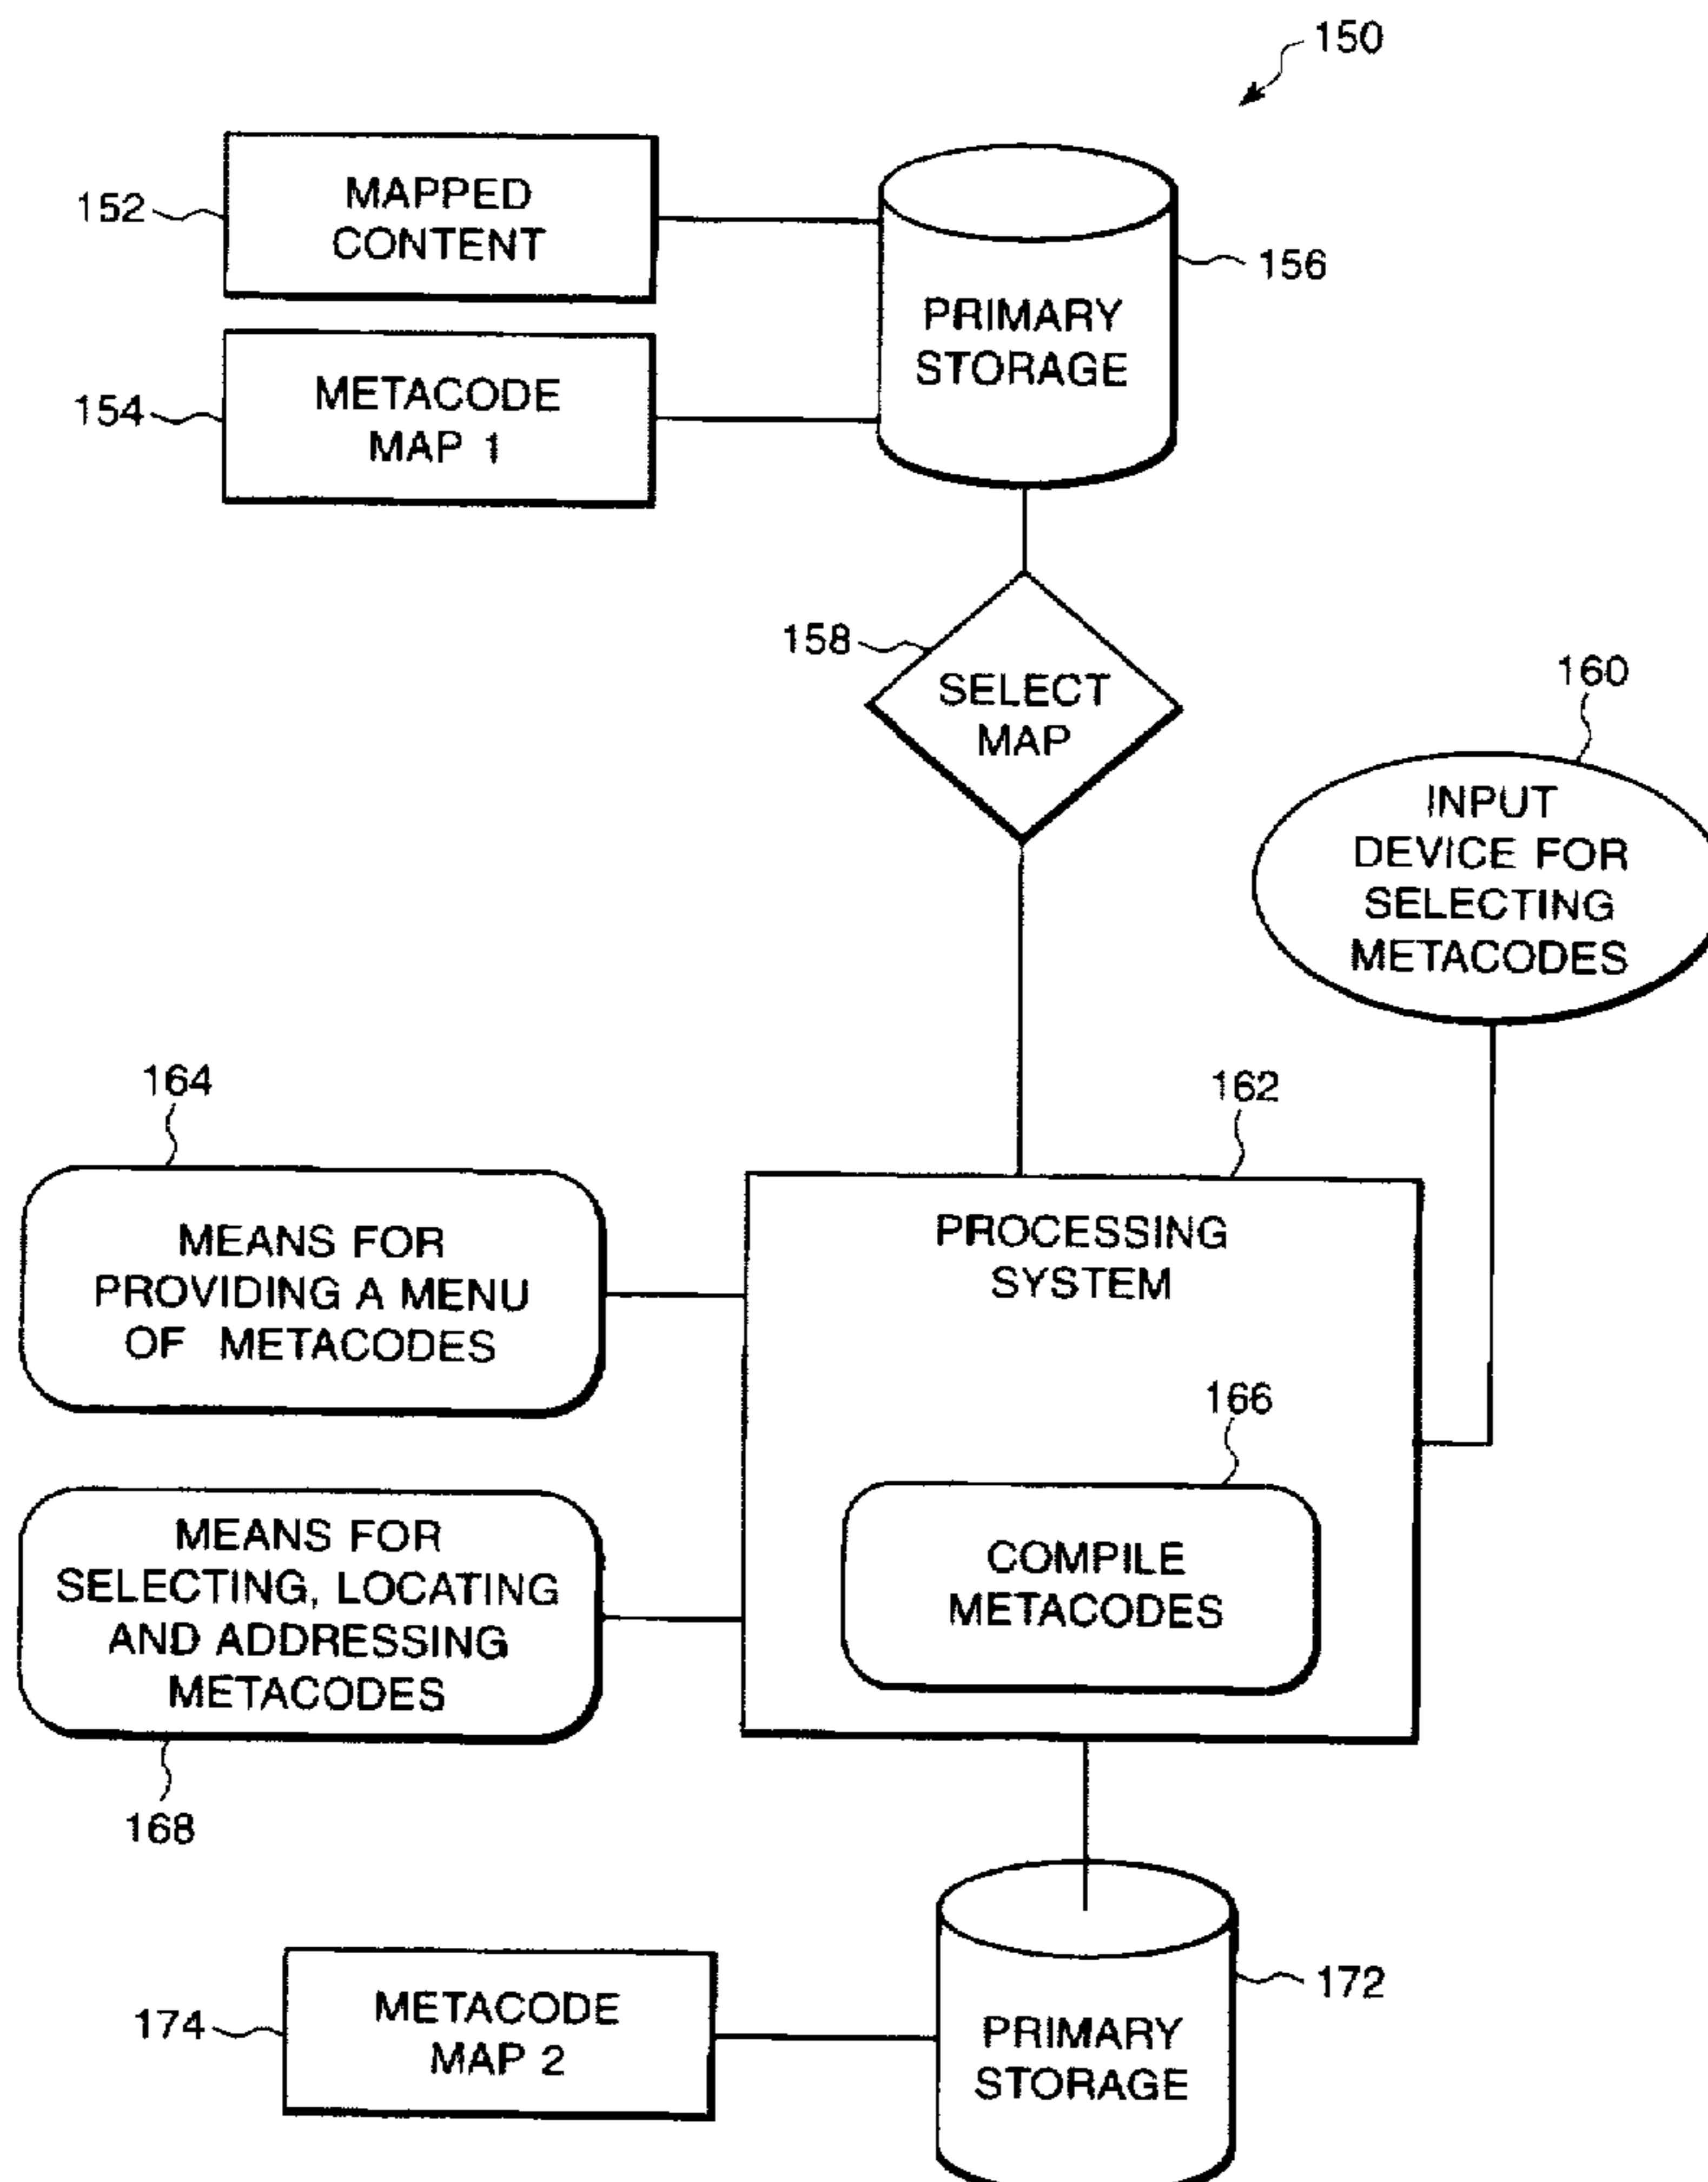 150
152
MAPPED
CONTENT
156
PRIMARY
STORAGE
154
METACODE
MAP 1
158
SELECT
MAP
160
INPUT
DEVICE FOR
SELECTING
METACODES
164
MEANS FOR
PROVIDING A MENU
OF METACODES
162
PROCESSING
SYSTEM
166
COMPILE
METACODES
MEANS FOR
SELECTING, LOCATING
AND ADDRESSING
METACODES
168
174
METACODE
MAP 2
172
PRIMARY
STORAGE